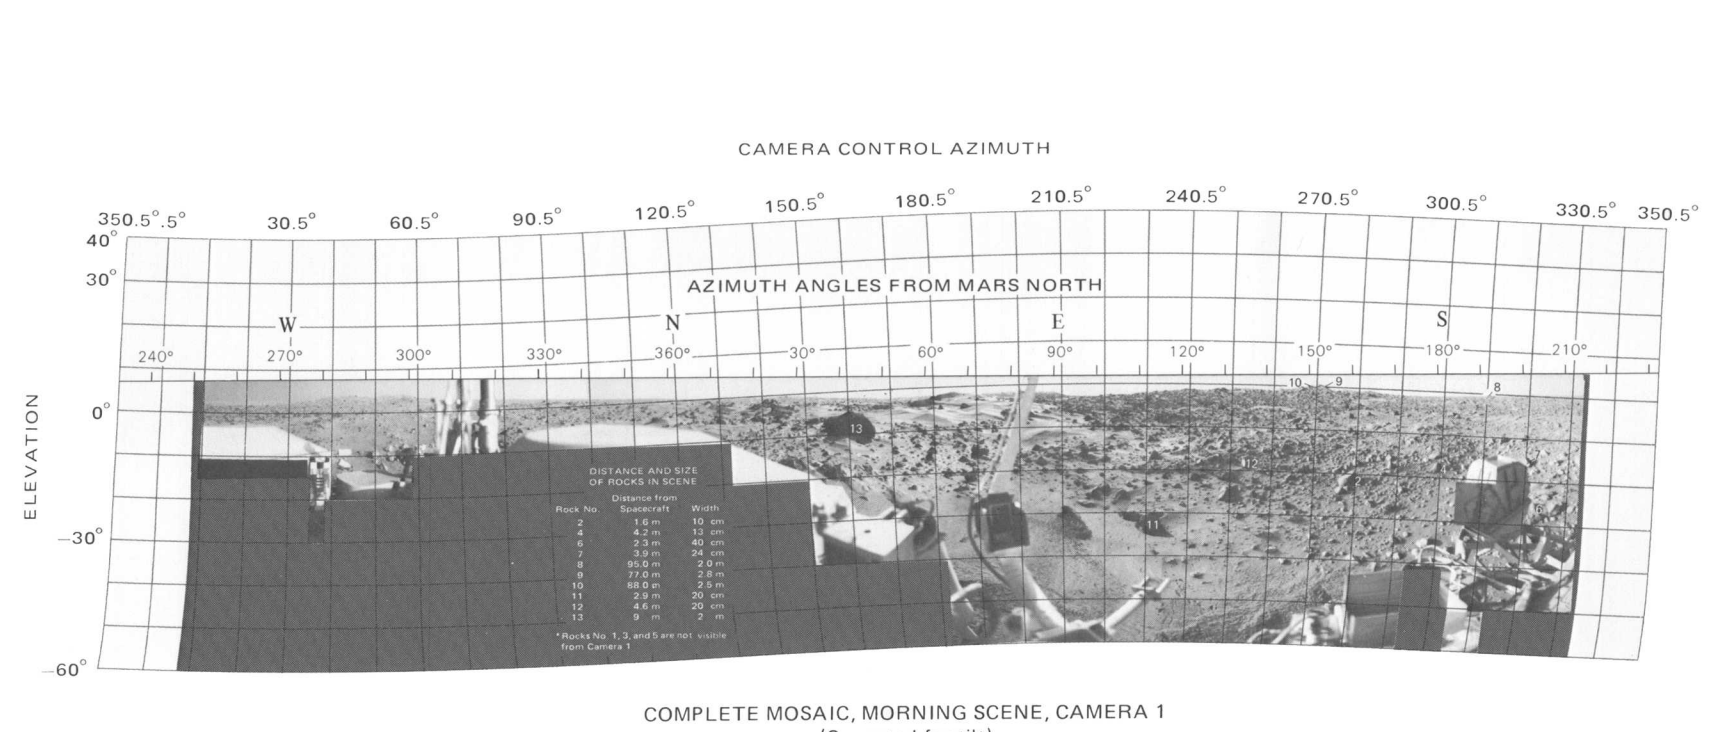 CAMERA CONTROL AZIMUTH
350.5° .5° 30.5° 60.5° 90.5° 120.5° 150.5° 180.5° 210.5° 240.5° 270.5° 300.5° 330.5° 350.5°
40°
30°
AZIMUTH ANGLES FROM MARS NORTH
W N E S
240° 270° 300° 330° 360° 30° 60° 90° 120° 150° 180° 210°
ELEVATION
0°
−30°
−60°
10 9 8
13
12
2
11
6
DISTANCE AND SIZE
OF ROCKS IN SCENE
Distance from
Rock No. Spacecraft Width
2 1.6 m 10 cm
4 4.2 m 13 cm
6 2.3 m 40 cm
7 3.9 m 24 cm
8 95.0 m 2.0 m
9 77.0 m 2.8 m
10 88.0 m 2.5 m
11 2.9 m 20 cm
12 4.6 m 20 cm
13 9 m 2 m
*Rocks No. 1, 3, and 5 are not visible
from Camera 1
COMPLETE MOSAIC, MORNING SCENE, CAMERA 1